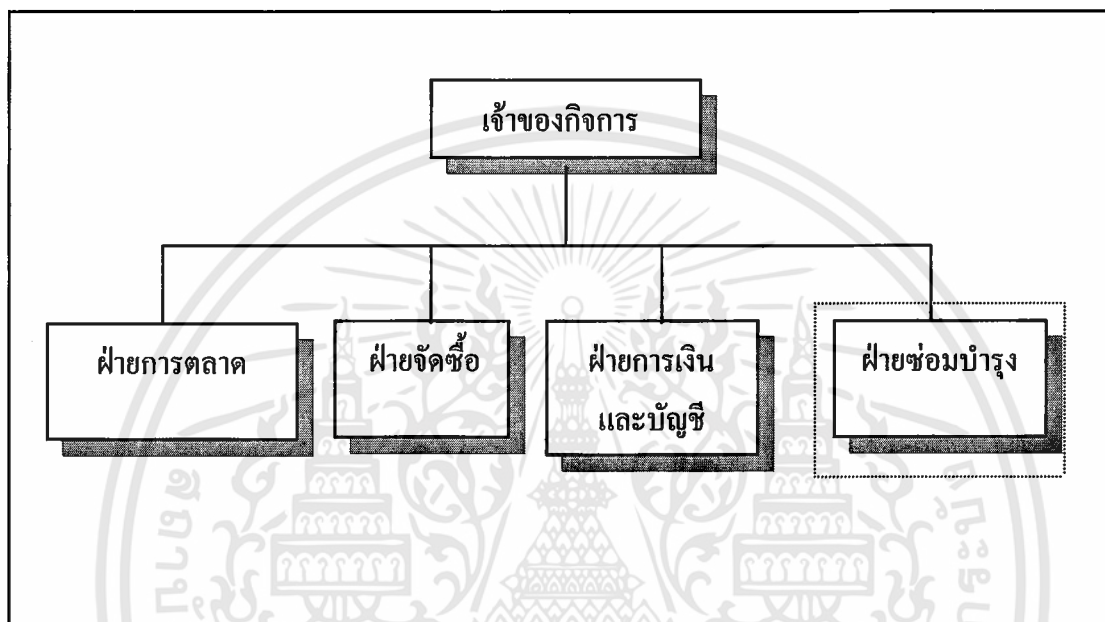 เจ้าของกิจการ
ฝ่ายการตลาด
ฝ่ายจัดซื้อ
ฝ่ายการเงิน
และบัญชี
ฝ่ายซ่อมบำรุง